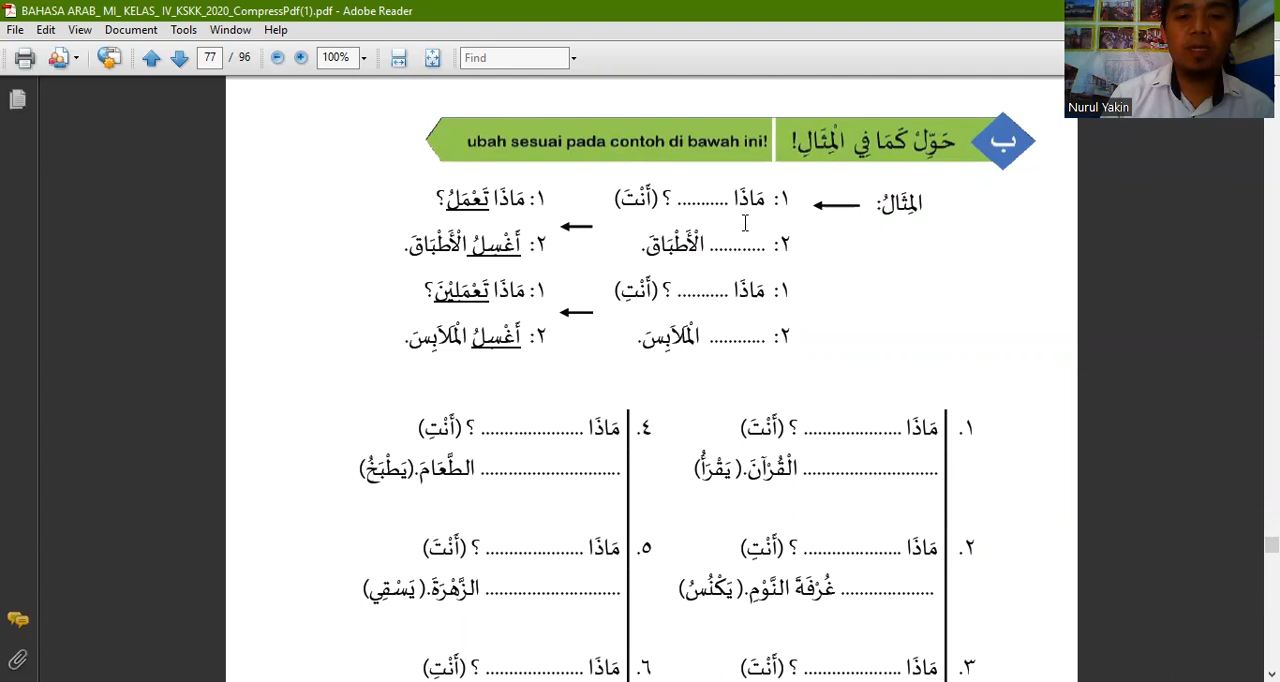 BAHASA ARAB_ MI_ KELAS_ IV_KSKK_2020_CompressPdf(1).pdf - Adobe Reader
File Edit View Document Tools Window Help
77 / 96 100% Find
Nurul Yakin
ب حَوِّلْ كَمَا فِي الْمِثَالِ! ubah sesuai pada contoh di bawah ini!
المِثَالُ: ١: مَاذَا ........... ؟ (أَنْتَ) ١: مَاذَا تَعْمَلُ؟
٢: ............ الْأَطْبَاقَ. ٢: أَغْسِلُ الْأَطْبَاقَ.
١: مَاذَا ........... ؟ (أَنْتِ) ١: مَاذَا تَعْمَلِيْنَ؟
٢: ............ الْمَلَابِسَ. ٢: أَغْسِلُ الْمَلَابِسَ.
١. مَاذَا ..................... ؟ (أَنْتَ)
............................. الْقُرْآنَ.( يَقْرَأُ)
٢. مَاذَا ..................... ؟ (أَنْتِ)
.................... غُرْفَةَ النَّوْمِ.( يَكْنُسُ)
٣. مَاذَا ..................... ؟ (أَنْتَ)
٤. مَاذَا ...................... ؟ (أَنْتِ)
.............................. الطَّعَامَ.(يَطْبَخُ)
٥. مَاذَا ..................... ؟ (أَنْتَ)
............................. الزَّهْرَةَ.( يَسْقِي)
٦. مَاذَا ..................... ؟ (أَنْتِ)